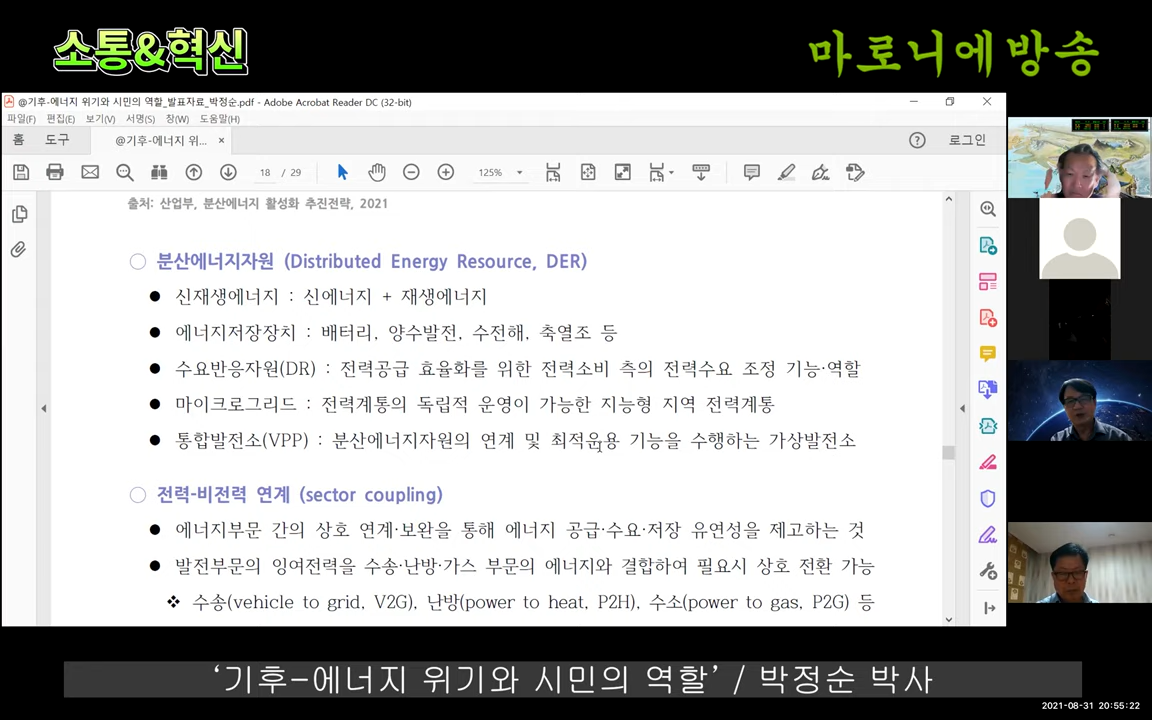 소통&혁신
마로니에방송
@기후-에너지 위기와 시민의 역할_발표자료_박정순.pdf - Adobe Acrobat Reader DC (32-bit)
파일(F) 편집(E) 보기(V) 서명(S) 창(W) 도움말(H)
홈 도구 @기후-에너지 위기... × 로그인
18 / 29 125%
출처: 산업부, 분산에너지 활성화 추진전략, 2021
○ 분산에너지자원 (Distributed Energy Resource, DER)
● 신재생에너지 : 신에너지 + 재생에너지
● 에너지저장장치 : 배터리, 양수발전, 수전해, 축열조 등
● 수요반응자원(DR) : 전력공급 효율화를 위한 전력소비 측의 전력수요 조정 기능·역할
● 마이크로그리드 : 전력계통의 독립적 운영이 가능한 지능형 지역 전력계통
● 통합발전소(VPP) : 분산에너지자원의 연계 및 최적운용 기능을 수행하는 가상발전소
○ 전력-비전력 연계 (sector coupling)
● 에너지부문 간의 상호 연계·보완을 통해 에너지 공급·수요·저장 유연성을 제고하는 것
● 발전부문의 잉여전력을 수송·난방·가스 부문의 에너지와 결합하여 필요시 상호 전환 가능
❖ 수송(vehicle to grid, V2G), 난방(power to heat, P2H), 수소(power to gas, P2G) 등
‘기후-에너지 위기와 시민의 역할’ / 박정순 박사
2021-08-31 20:55:22